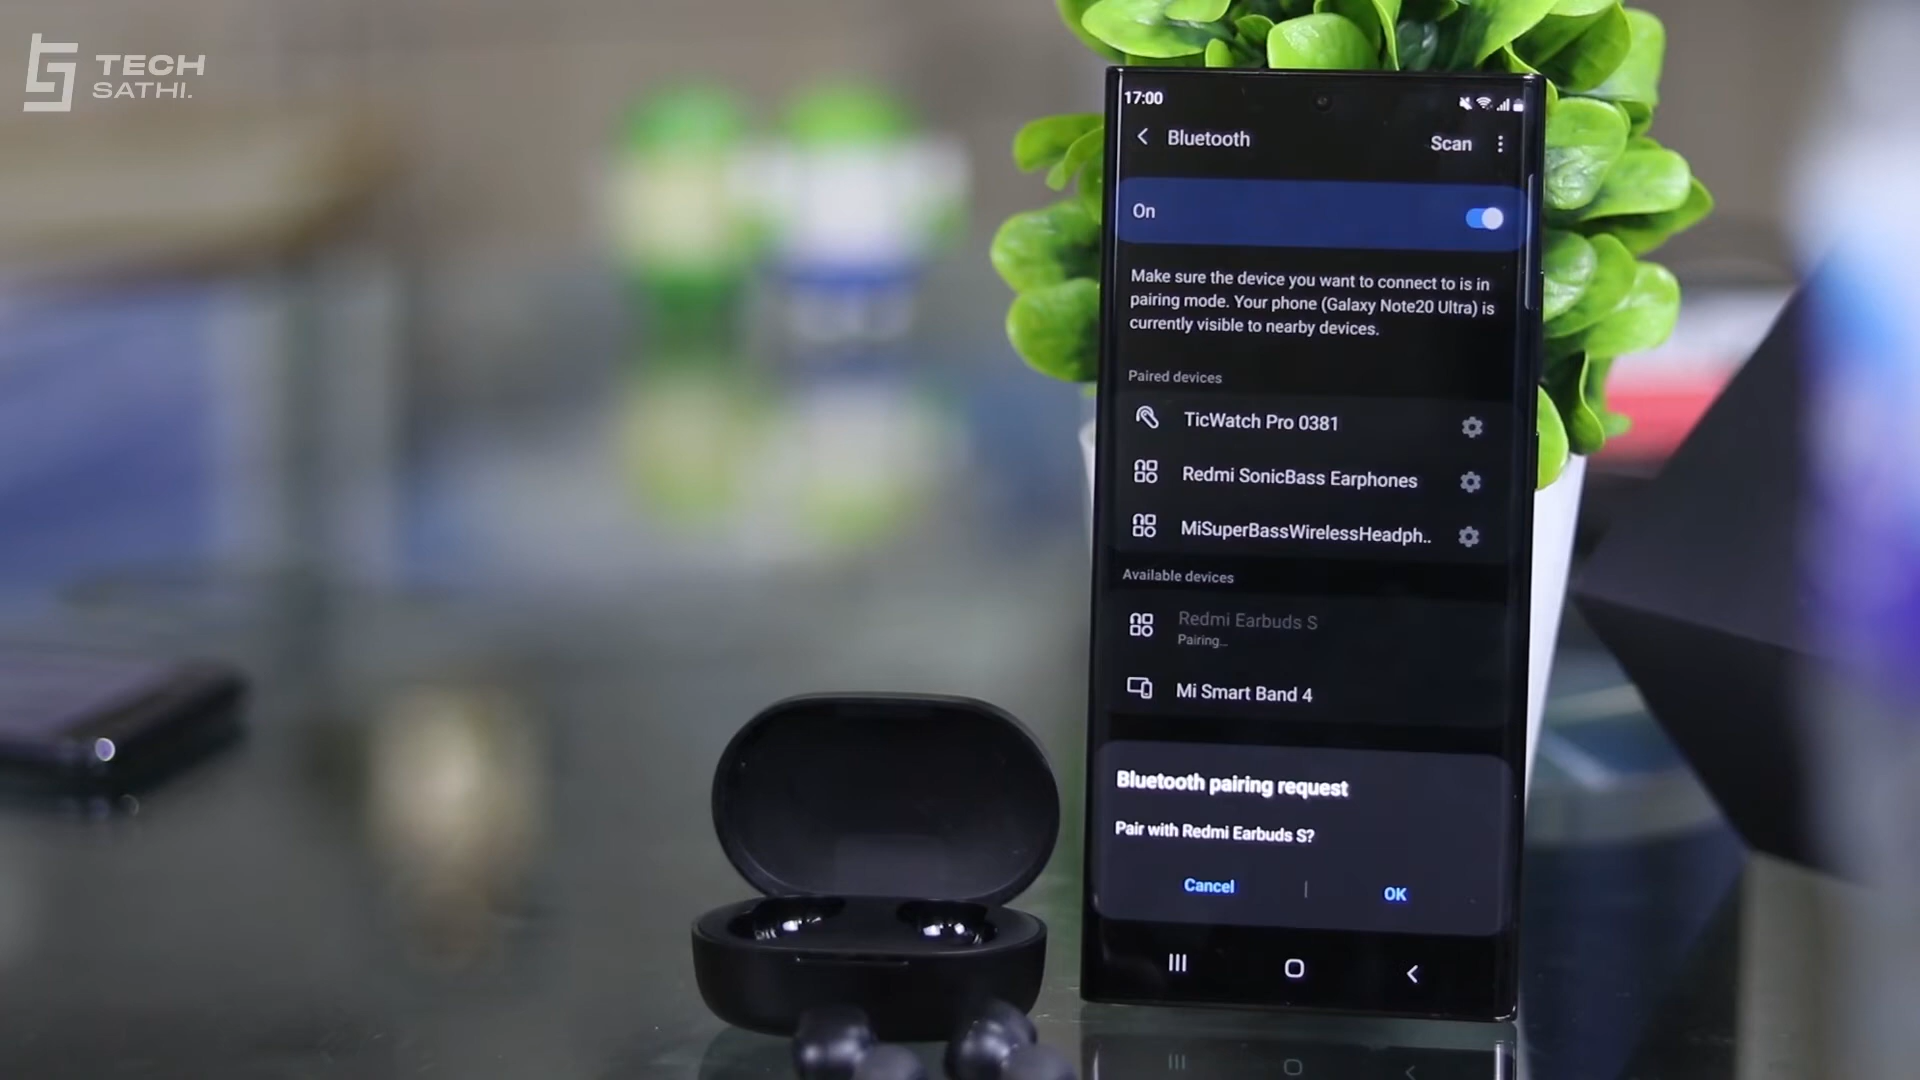 TECH
SATHI.
17:00
Bluetooth
Scan
On
Make sure the device you want to connect to is in
pairing mode. Your phone (Galaxy Note20 Ultra) is
currently visible to nearby devices.
Paired devices
TicWatch Pro 0381
Redmi SonicBass Earphones
MiSuperBassWirelessHeadph..
Available devices
Redmi Earbuds S
Pairing...
Mi Smart Band 4
Bluetooth pairing request
Pair with Redmi Earbuds S?
Cancel
OK